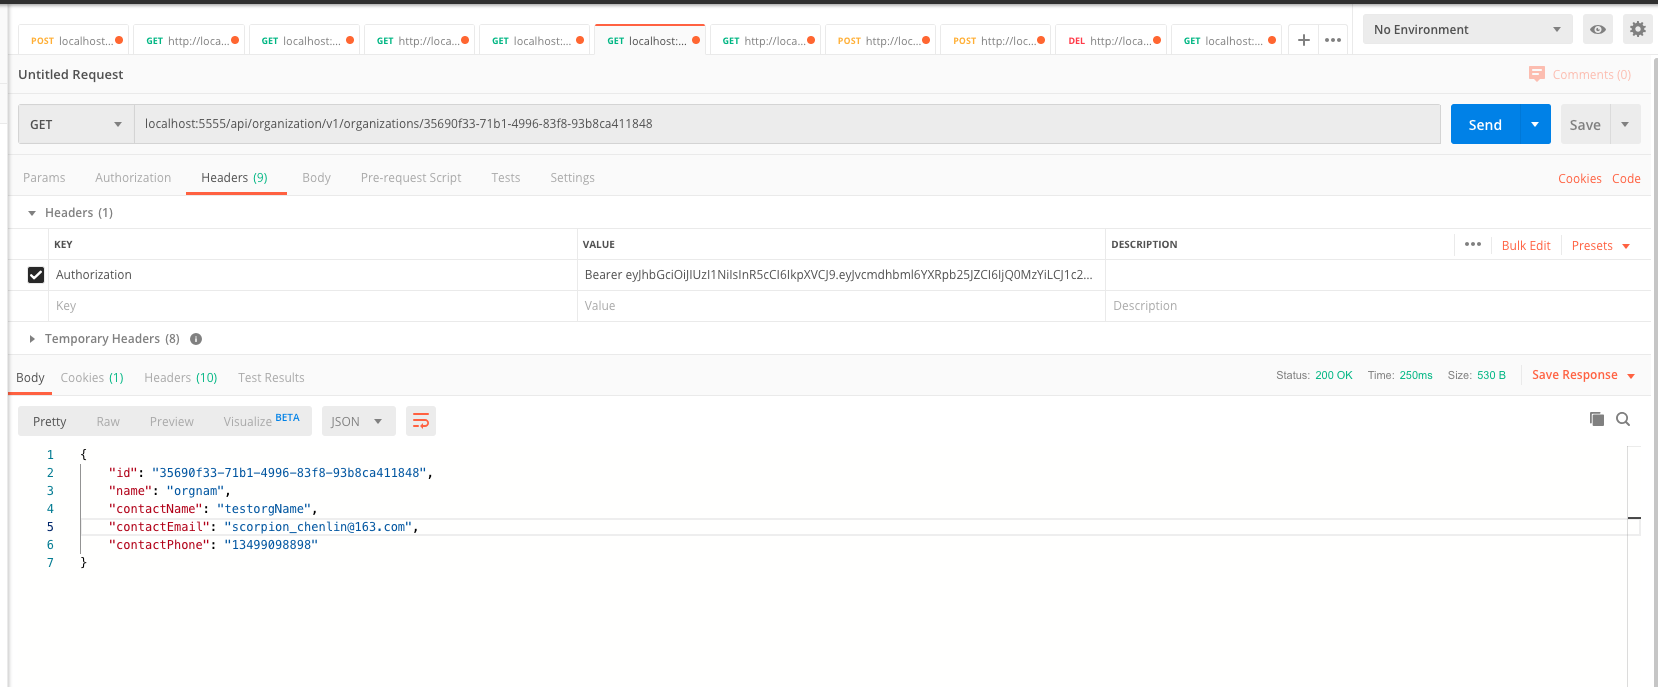 POST localhost... GET http://loca... GET localhost:... GET http://loca... GET localhost:... GET localhost:... GET http://loca... POST http://loc... POST http://loc... DEL http://loca... GET localhost:... + ••• No Environment
Untitled Request Comments (0)
GET localhost:5555/api/organization/v1/organizations/35690f33-71b1-4996-83f8-93b8ca411848 Send Save
Params Authorization Headers (9) Body Pre-request Script Tests Settings Cookies Code
Headers (1)
KEY VALUE DESCRIPTION ••• Bulk Edit Presets
Authorization Bearer eyJhbGciOiJIUzI1NiIsInR5cCI6IkpXVCJ9.eyJvcmdhbml6YXRpb25JZCI6IjQ0MzYiLCJ1c2...
Key Value Description
Temporary Headers (8)
Body Cookies (1) Headers (10) Test Results Status: 200 OK Time: 250ms Size: 530 B Save Response
Pretty Raw Preview Visualize BETA JSON
1 {
2 "id": "35690f33-71b1-4996-83f8-93b8ca411848",
3 "name": "orgnam",
4 "contactName": "testorgName",
5 "contactEmail": "scorpion_chenlin@163.com",
6 "contactPhone": "13499098898"
7 }